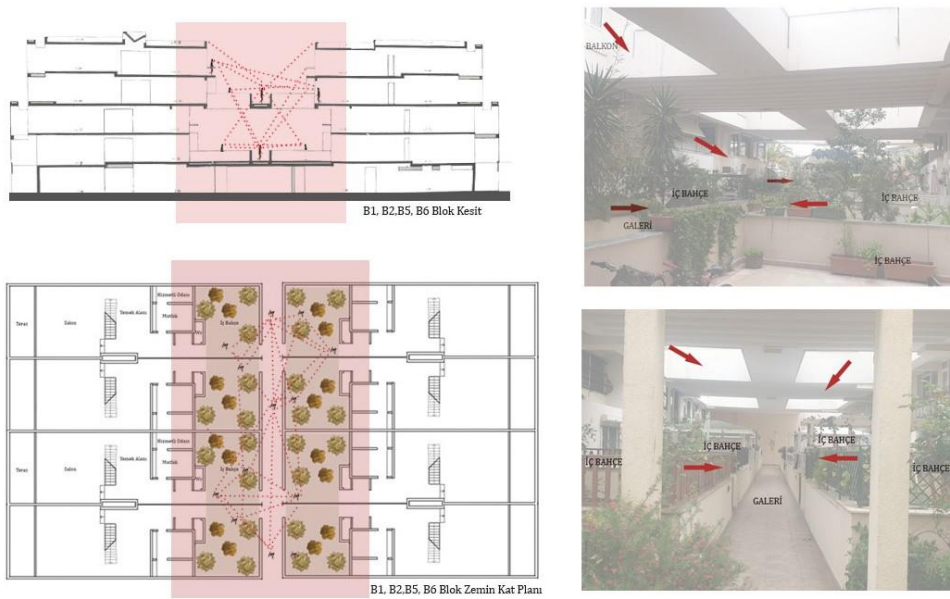 B1, B2,B5, B6 Blok Kesit
BALKON
İÇ BAHÇE
İÇ BAHÇE
GALERİ
İÇ BAHÇE
Hizmetli Odası
Teras
Salon
Yemek Alanı
Mutfak
İç Bahçe
Hizmetli Odası
Teras
Salon
Yemek Alanı
Mutfak
İç Bahçe
B1, B2,B5, B6 Blok Zemin Kat Planı
İÇ BAHÇE
İÇ BAHÇE
İÇ BAHÇE
İÇ BAHÇE
GALERİ